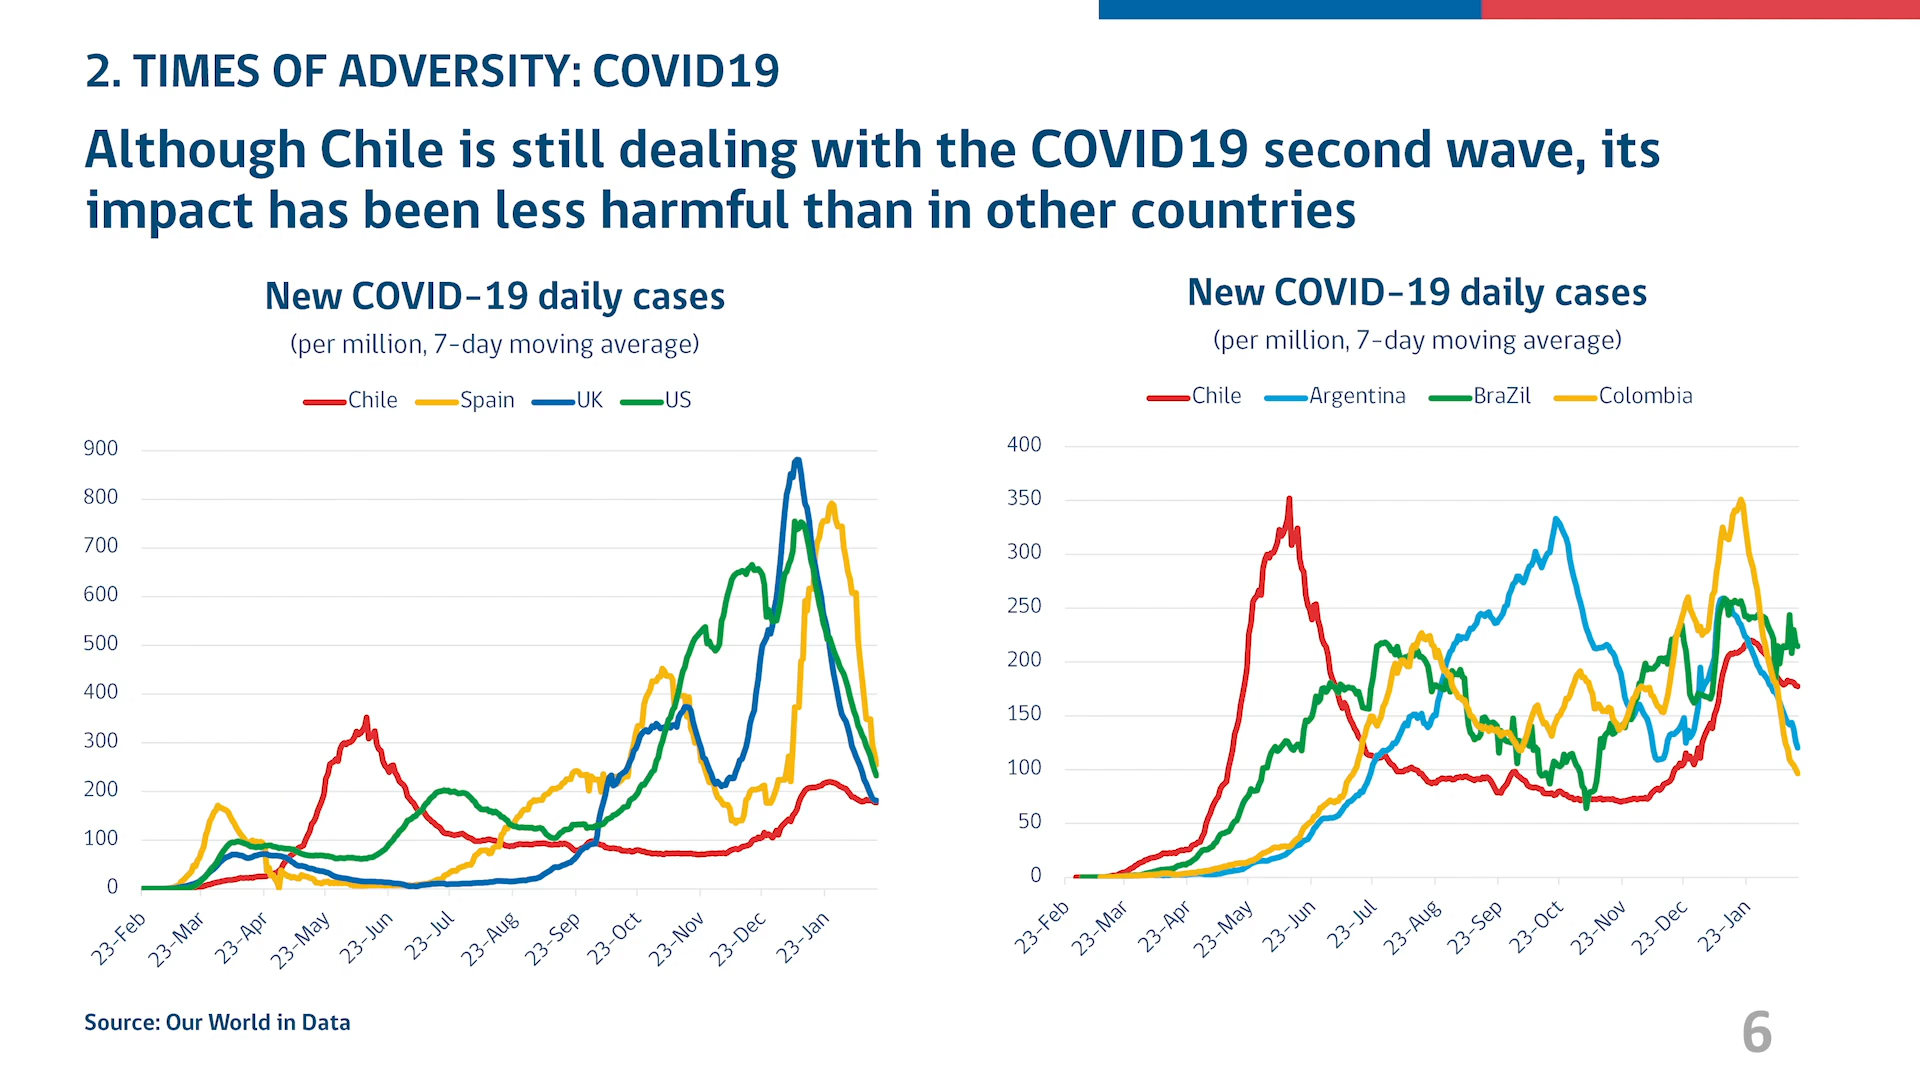 2. TIMES OF ADVERSITY: COVID19
Although Chile is still dealing with the COVID19 second wave, its
impact has been less harmful than in other countries
New COVID-19 daily cases
(per million, 7-day moving average)
Chile Spain UK US
900
800
700
600
500
400
300
200
100
0
23-Feb 23-Mar 23-Apr 23-May 23-Jun 23-Jul 23-Aug 23-Sep 23-Oct 23-Nov 23-Dec 23-Jan
New COVID-19 daily cases
(per million, 7-day moving average)
Chile Argentina BraZil Colombia
400
350
300
250
200
150
100
50
0
23-Feb 23-Mar 23-Apr 23-May 23-Jun 23-Jul 23-Aug 23-Sep 23-Oct 23-Nov 23-Dec 23-Jan
Source: Our World in Data
6